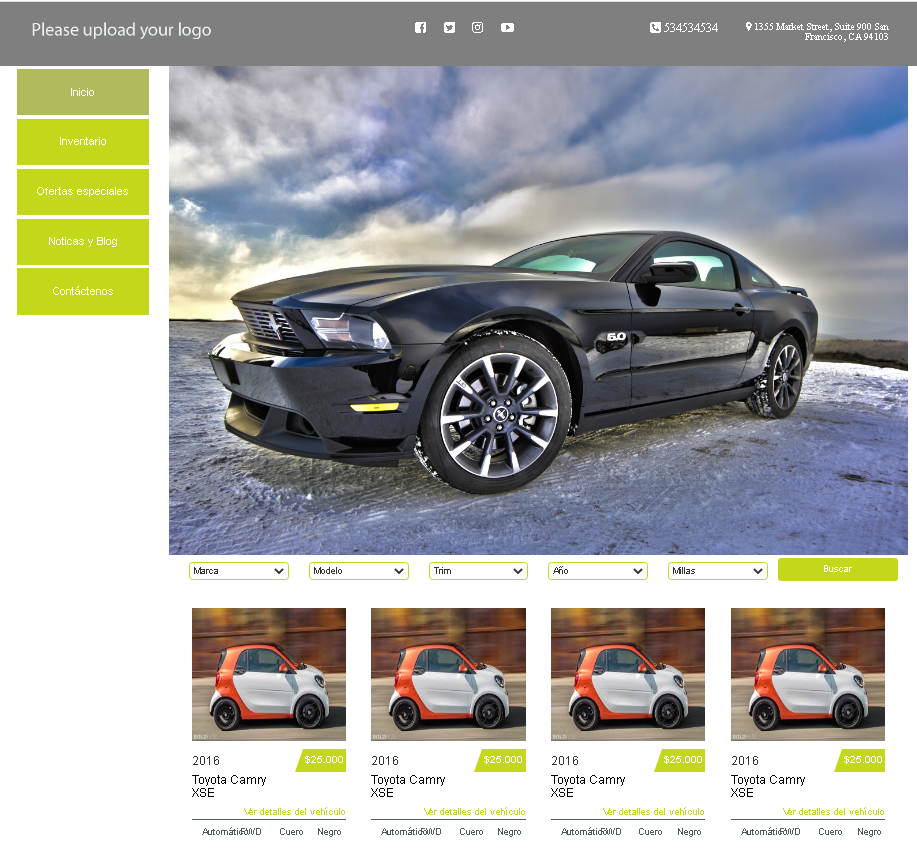 Please upload your logo
534534534
1355 Market Street, Suite 900 San
Francisco, CA 94103
Inicio
Inventario
Ofertas especiales
Noticas y Blog
Contáctenos
5.0
Marca
Modelo
Trim
Año
Millas
Buscar
2016
$25.000
Toyota Camry
XSE
Ver detalles del vehículo
Automático RWD Cuero Negro
2016
$25.000
Toyota Camry
XSE
Ver detalles del vehículo
Automático RWD Cuero Negro
2016
$25.000
Toyota Camry
XSE
Ver detalles del vehículo
Automático RWD Cuero Negro
2016
$25.000
Toyota Camry
XSE
Ver detalles del vehículo
Automático RWD Cuero Negro